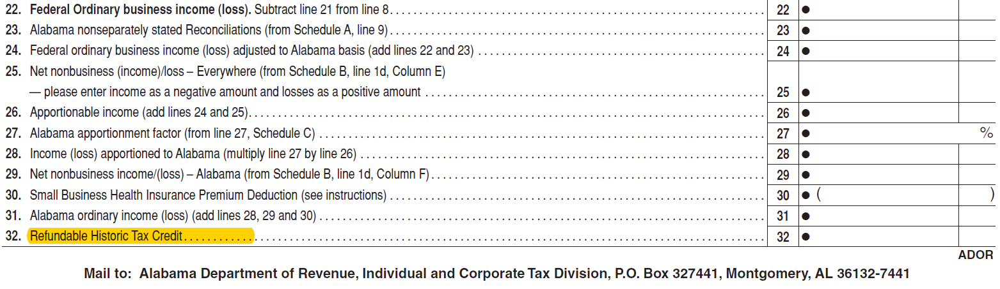 22. Federal Ordinary business income (loss). Subtract line 21 from line 8. . . . . . . . . . . . . . . . . . . . . . . . . . . . . . . . . . . . . . . . . . . . . . . . . . . . . . . . . . . . . . . . . . 22 ●
23. Alabama nonseparately stated Reconciliations (from Schedule A, line 9) . . . . . . . . . . . . . . . . . . . . . . . . . . . . . . . . . . . . . . . . . . . . . . . . . . . . . . . . . . . . . . . . . . 23 ●
24. Federal ordinary business income (loss) adjusted to Alabama basis (add lines 22 and 23) . . . . . . . . . . . . . . . . . . . . . . . . . . . . . . . . . . . . . . . . . . . . . . . . . . 24 ●
25. Net nonbusiness (income)/loss – Everywhere (from Schedule B, line 1d, Column E)
— please enter income as a negative amount and losses as a positive amount . . . . . . . . . . . . . . . . . . . . . . . . . . . . . . . . . . . . . . . . . . . . . . . . . . . . . . . . . . . 25 ●
26. Apportionable income (add lines 24 and 25). . . . . . . . . . . . . . . . . . . . . . . . . . . . . . . . . . . . . . . . . . . . . . . . . . . . . . . . . . . . . . . . . . . . . . . . . . . . . . . . . . . . . . . . . 26 ●
27. Alabama apportionment factor (from line 27, Schedule C) . . . . . . . . . . . . . . . . . . . . . . . . . . . . . . . . . . . . . . . . . . . . . . . . . . . . . . . . . . . . . . . . . . . . . . . . . . . . . 27 ● %
28. Income (loss) apportioned to Alabama (multiply line 27 by line 26) . . . . . . . . . . . . . . . . . . . . . . . . . . . . . . . . . . . . . . . . . . . . . . . . . . . . . . . . . . . . . . . . . . . . . . 28 ●
29. Net nonbusiness income/(loss) – Alabama (from Schedule B, line 1d, Column F) . . . . . . . . . . . . . . . . . . . . . . . . . . . . . . . . . . . . . . . . . . . . . . . . . . . . . . . . . . 29 ●
30. Small Business Health Insurance Premium Deduction (see instructions) . . . . . . . . . . . . . . . . . . . . . . . . . . . . . . . . . . . . . . . . . . . . . . . . . . . . . . . . . . . . . . . . . 30 ● ( )
31. Alabama ordinary income (loss) (add lines 28, 29 and 30) . . . . . . . . . . . . . . . . . . . . . . . . . . . . . . . . . . . . . . . . . . . . . . . . . . . . . . . . . . . . . . . . . . . . . . . . . . . . . 31 ●
32. Refundable Historic Tax Credit . . . . . . . . . . . . . . . . . . . . . . . . . . . . . . . . . . . . . . . . . . . . . . . . . . . . . . . . . . . . . . . . . . . . . . . . . . . . . . . . . . . . . . . . . . . . . . . . . . . . 32 ●
ADOR
Mail to: Alabama Department of Revenue, Individual and Corporate Tax Division, P.O. Box 327441, Montgomery, AL 36132-7441